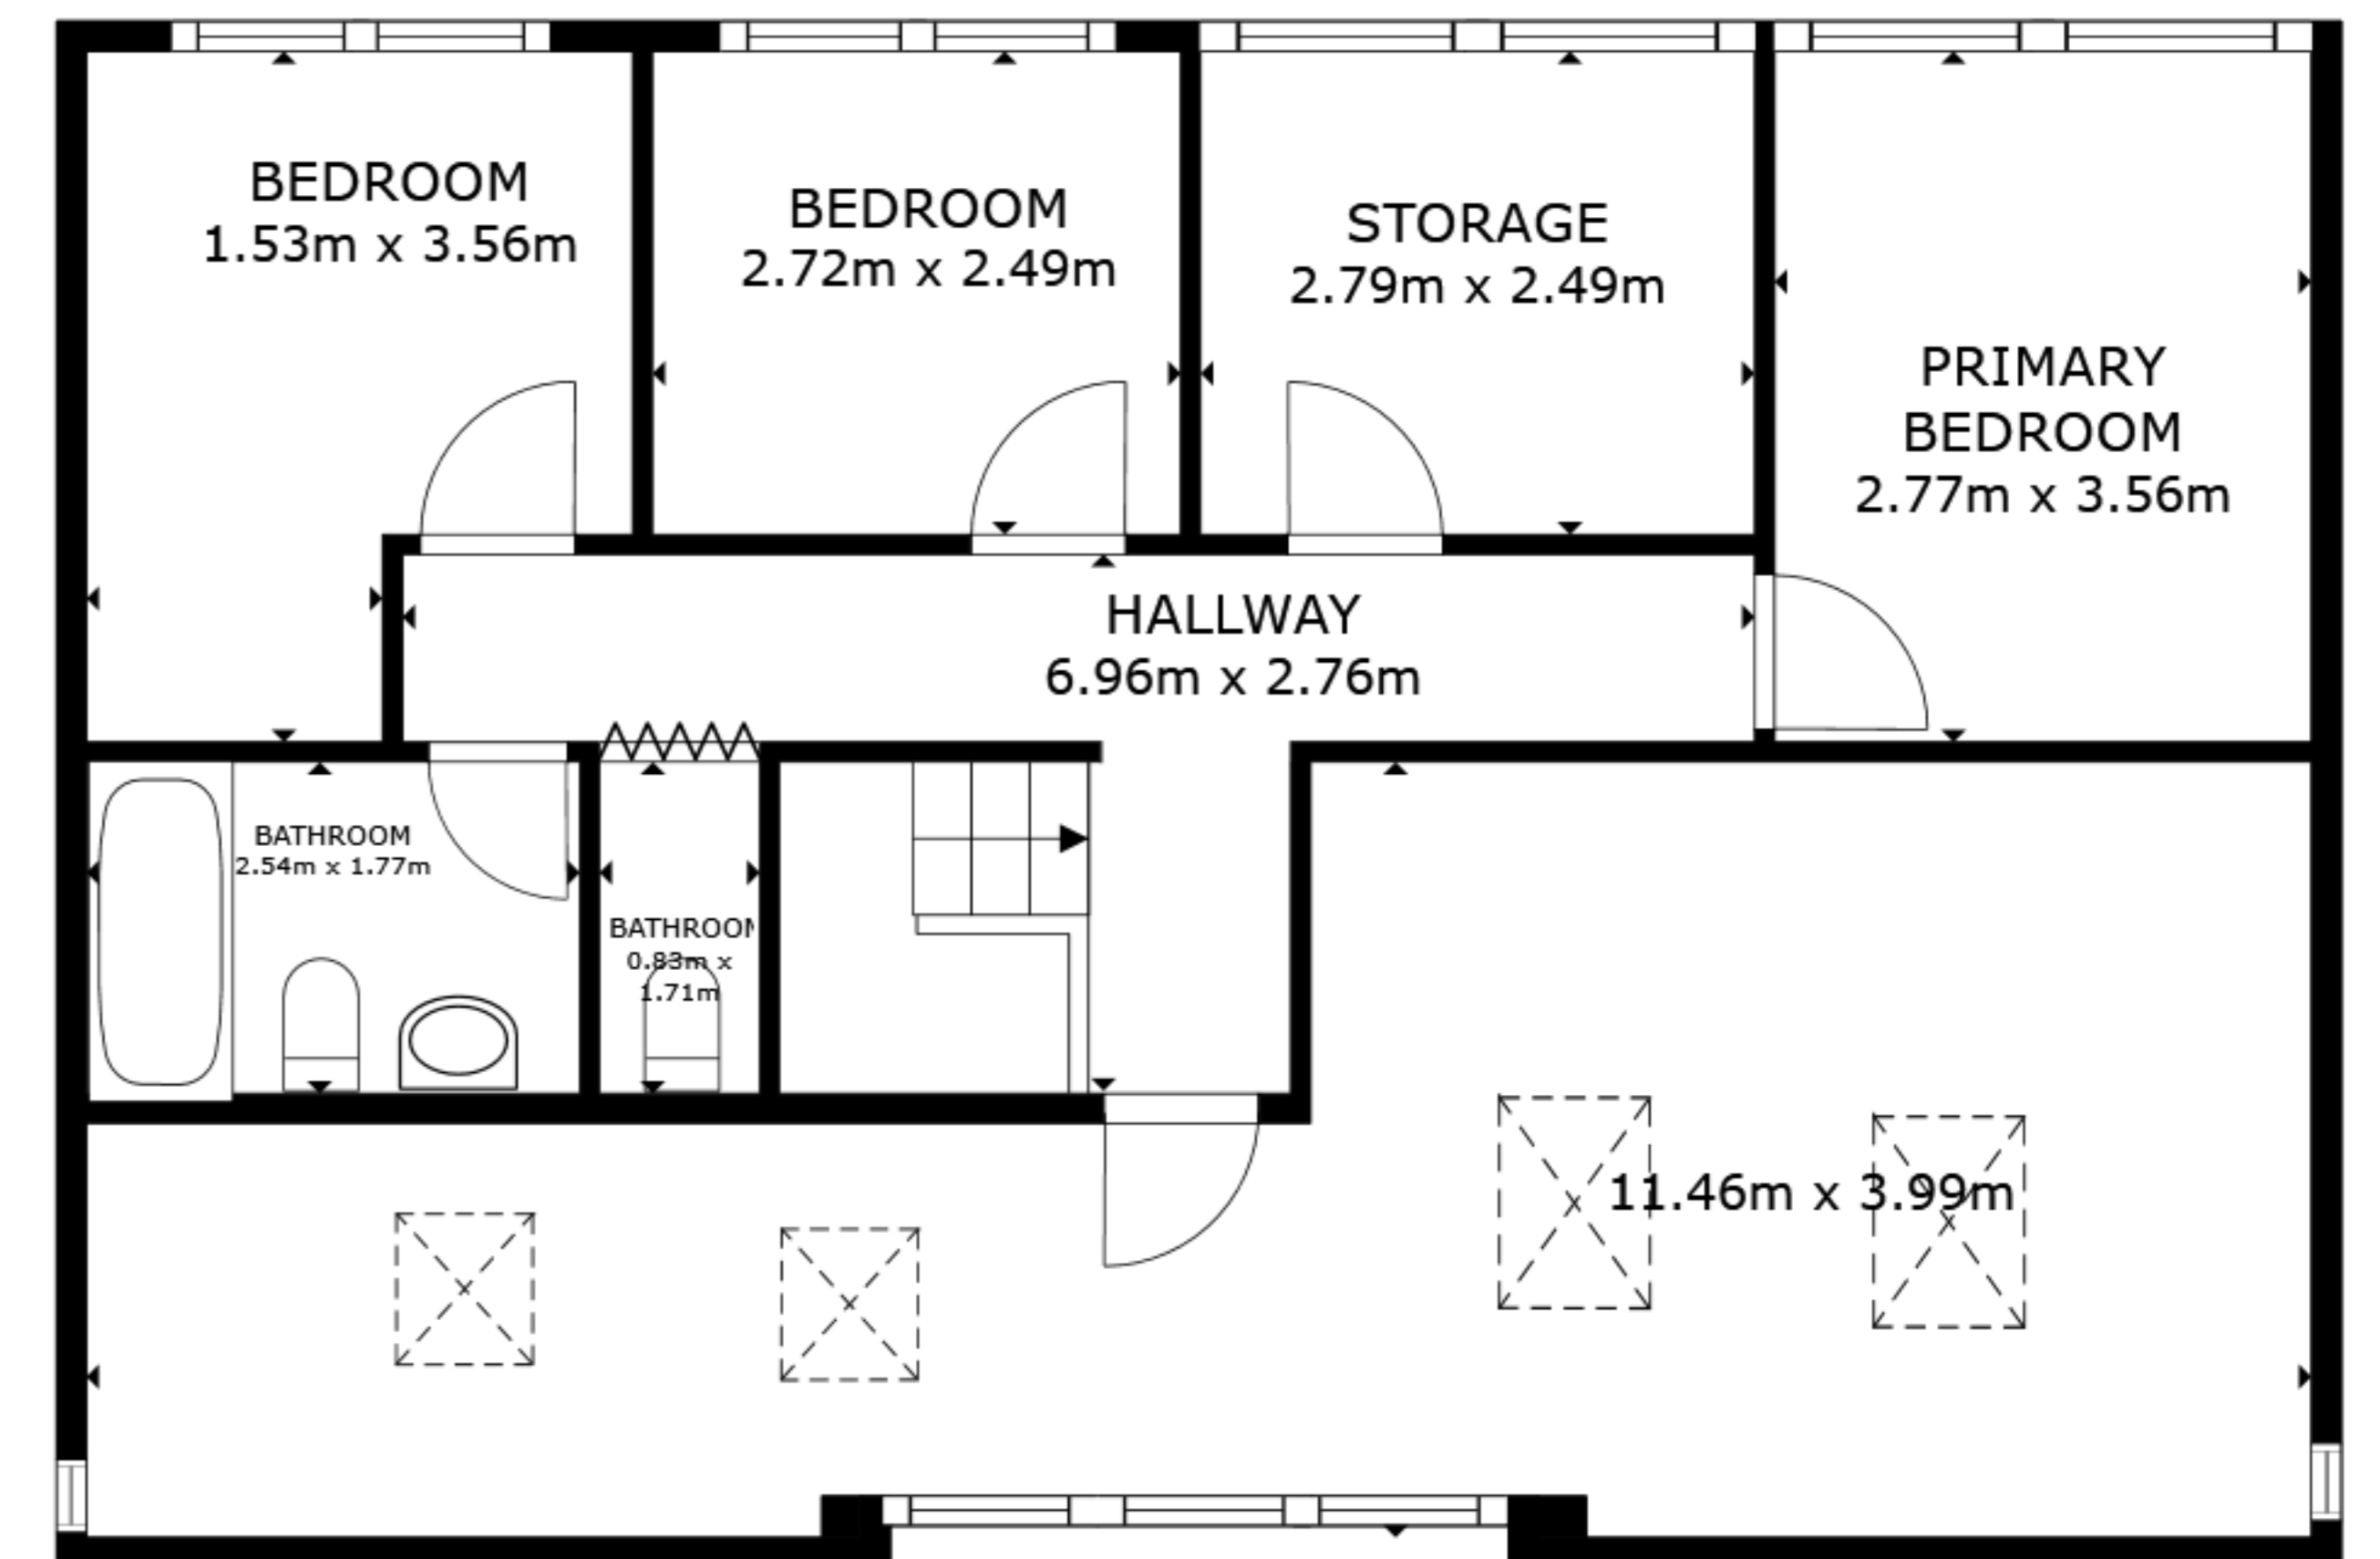 BEDROOM
1.53m x 3.56m
BEDROOM
2.72m x 2.49m
STORAGE
2.79m x 2.49m
PRIMARY
BEDROOM
2.77m x 3.56m
HALLWAY
6.96m x 2.76m
BATHROOM
2.54m x 1.77m
BATHROOM
0.83m x
1.71m
11.46m x 3.99m